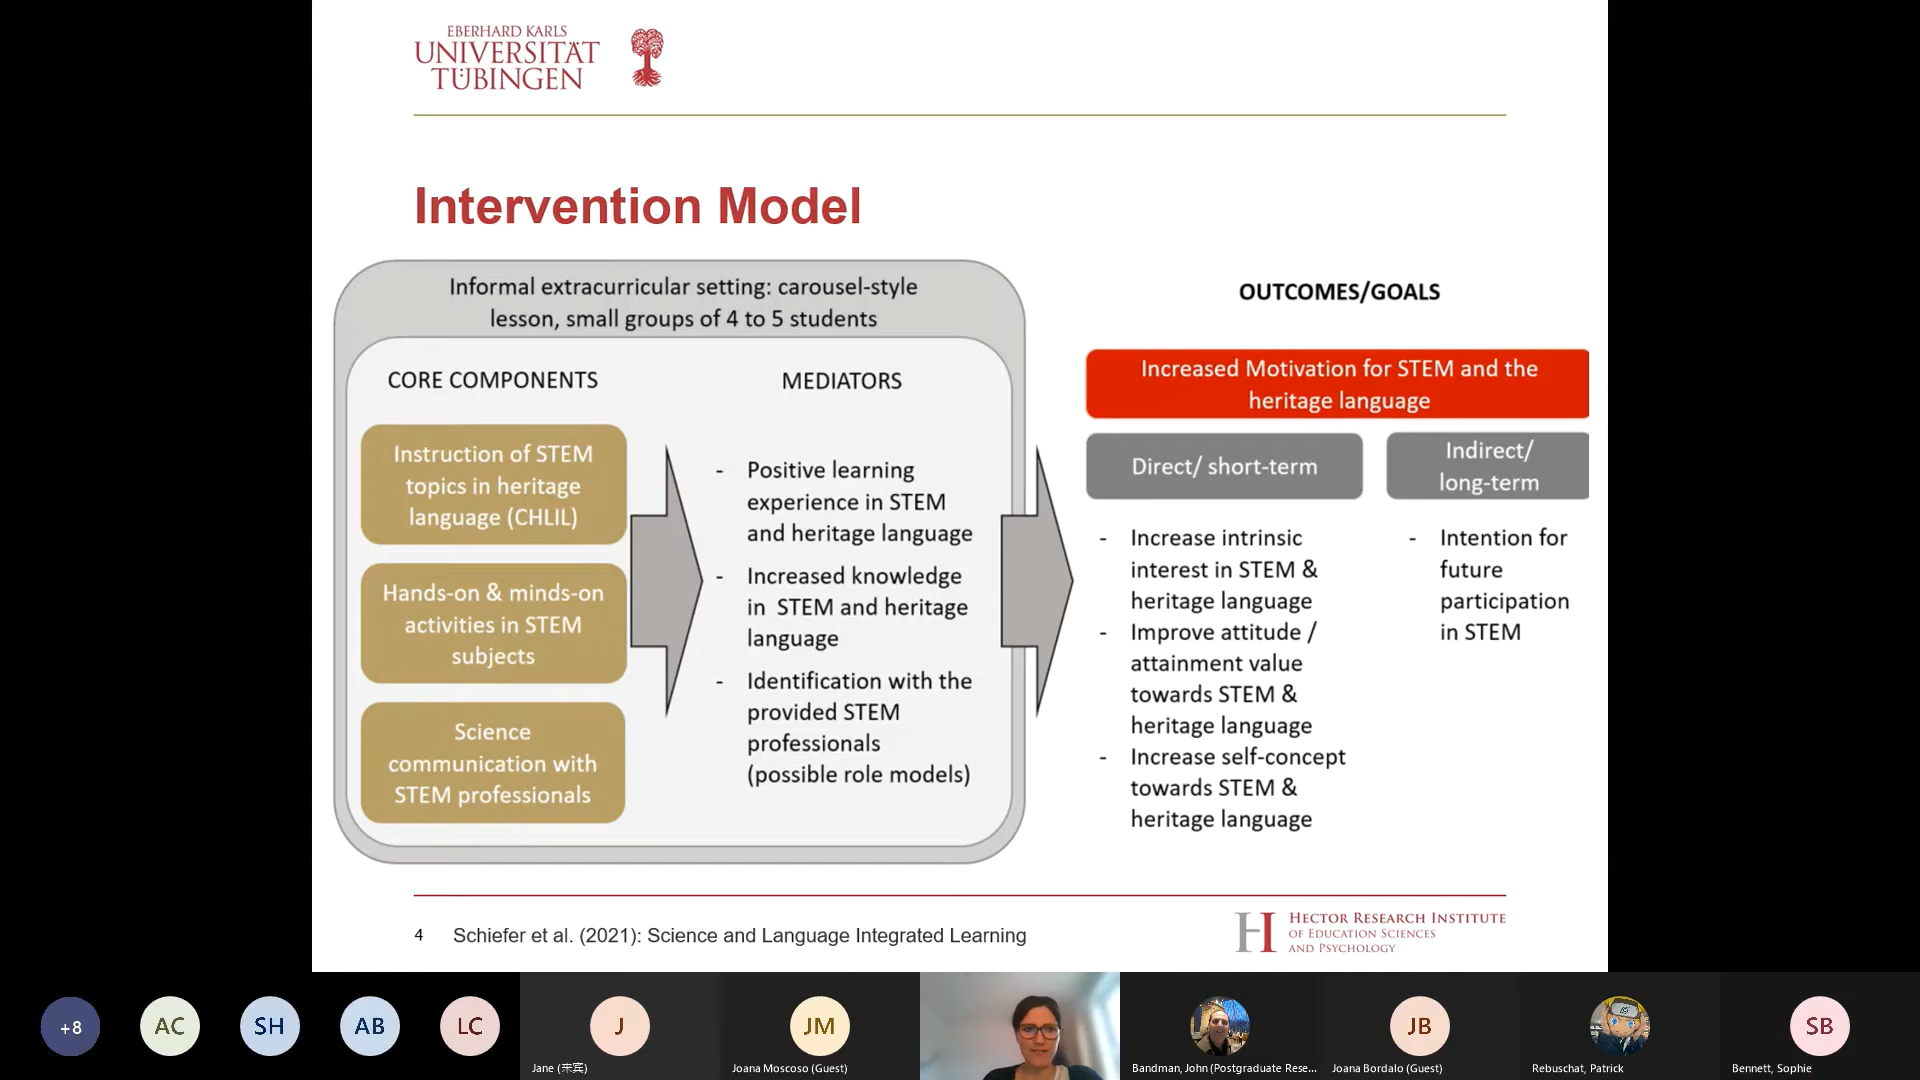 EBERHARD KARLS
UNIVERSITÄT
TÜBINGEN
Intervention Model
Informal extracurricular setting: carousel-style
lesson, small groups of 4 to 5 students
CORE COMPONENTS
Instruction of STEM
topics in heritage
language (CHLIL)
Hands-on & minds-on
activities in STEM
subjects
Science
communication with
STEM professionals
MEDIATORS
- Positive learning
experience in STEM
and heritage language
- Increased knowledge
in STEM and heritage
language
- Identification with the
provided STEM
professionals
(possible role models)
OUTCOMES/GOALS
Increased Motivation for STEM and the
heritage language
Direct/ short-term
- Increase intrinsic
interest in STEM &
heritage language
- Improve attitude /
attainment value
towards STEM &
heritage language
- Increase self-concept
towards STEM &
heritage language
Indirect/
long-term
- Intention for
future
participation
in STEM
4 Schiefer et al. (2021): Science and Language Integrated Learning
HECTOR RESEARCH INSTITUTE
OF EDUCATION SCIENCES
AND PSYCHOLOGY
+8
AC
SH
AB
LC
J
Jane (来宾)
JM
Joana Moscoso (Guest)
Bandman, John (Postgraduate Rese...
JB
Joana Bordalo (Guest)
Rebuschat, Patrick
SB
Bennett, Sophie